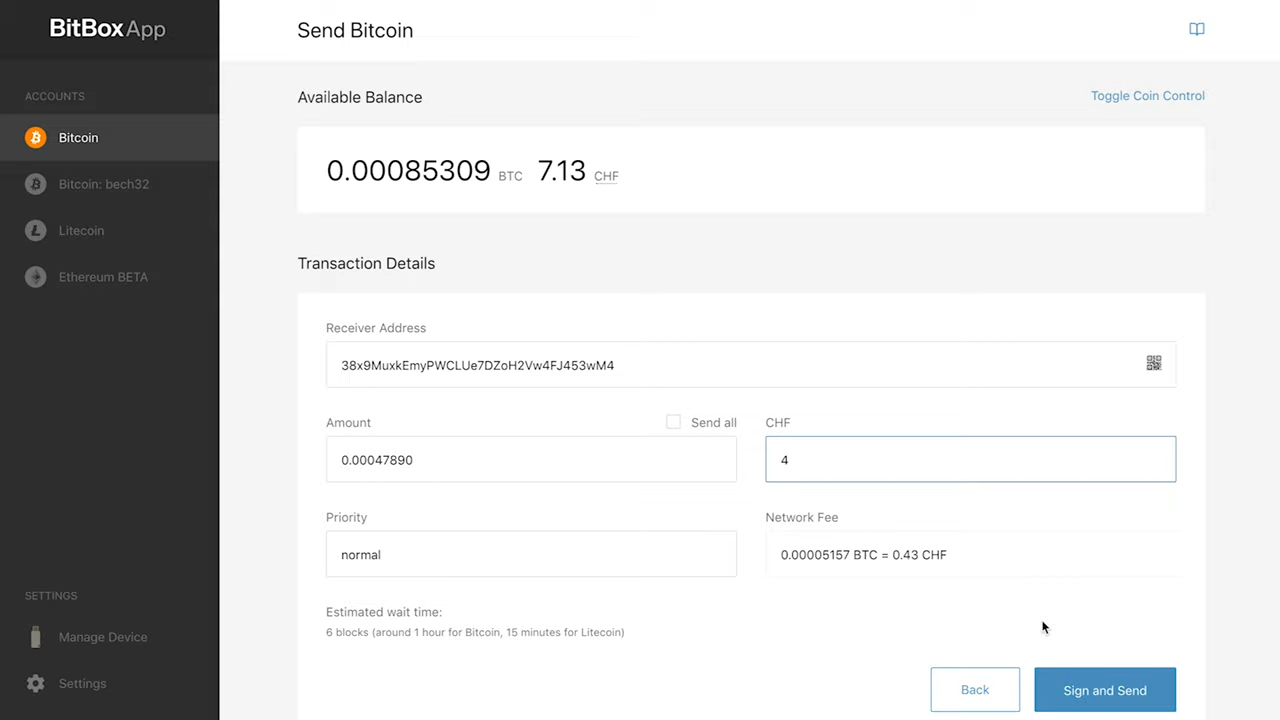 BitBox App
Send Bitcoin
ACCOUNTS
Bitcoin
Bitcoin: bech32
Litecoin
Ethereum BETA
SETTINGS
Manage Device
Settings
Available Balance
Toggle Coin Control
0.00085309 BTC 7.13 CHF
Transaction Details
Receiver Address
38x9MuxkEmyPWCLUe7DZoH2Vw4FJ453wM4
Amount
Send all
CHF
0.00047890
4
Priority
Network Fee
normal
0.00005157 BTC = 0.43 CHF
Estimated wait time:
6 blocks (around 1 hour for Bitcoin, 15 minutes for Litecoin)
Back
Sign and Send